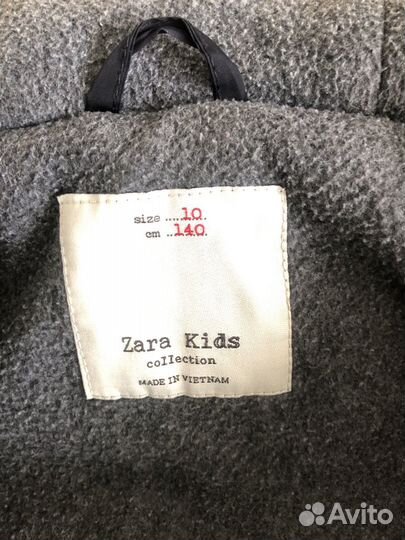 size ..... 10.
cm ..140..
Zara Kids
collection
MADE IN VIETNAM
Avito